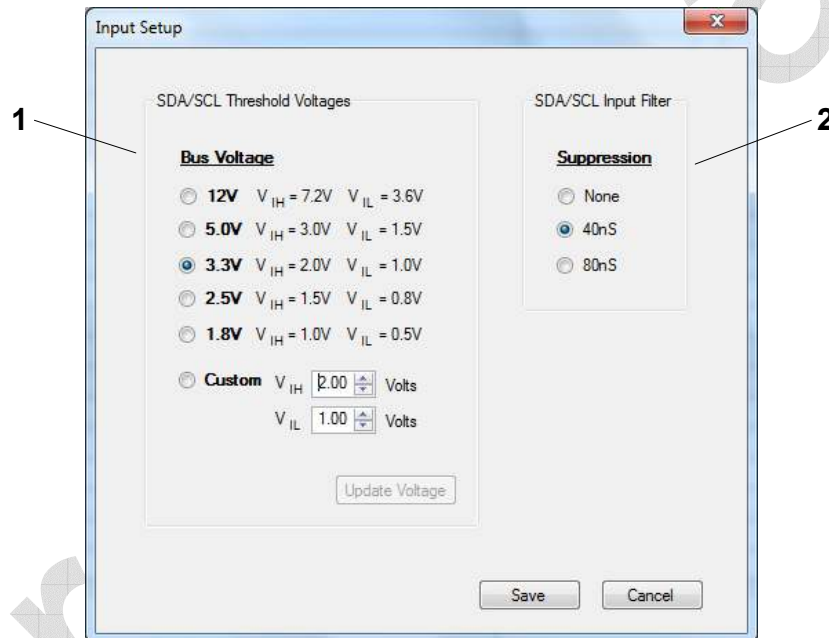 Input Setup
1
2
SDA/SCL Threshold Voltages
Bus Voltage
12V V IH = 7.2V V IL = 3.6V
5.0V V IH = 3.0V V IL = 1.5V
3.3V V IH = 2.0V V IL = 1.0V
2.5V V IH = 1.5V V IL = 0.8V
1.8V V IH = 1.0V V IL = 0.5V
Custom V IH 2.00 Volts
V IL 1.00 Volts
Update Voltage
SDA/SCL Input Filter
Suppression
None
40nS
80nS
Save
Cancel